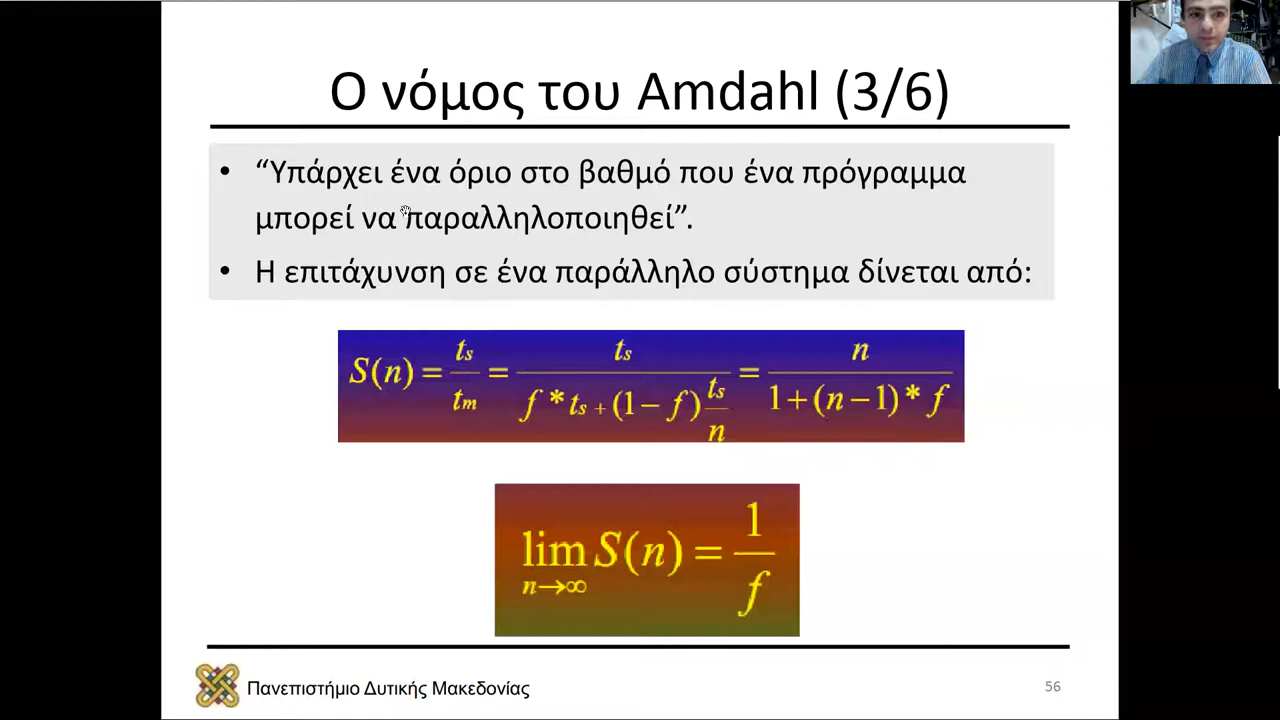 Ο νόμος του Amdahl (3/6)
• “Υπάρχει ένα όριο στο βαθμό που ένα πρόγραμμα
μπορεί να παραλληλοποιηθεί”.
• Η επιτάχυνση σε ένα παράλληλο σύστημα δίνεται από:
S(n) = ts / tm = ts / (f * ts + (1 − f) ts / n) = n / (1 + (n − 1) * f)
lim n→∞ S(n) = 1 / f
Πανεπιστήμιο Δυτικής Μακεδονίας
56